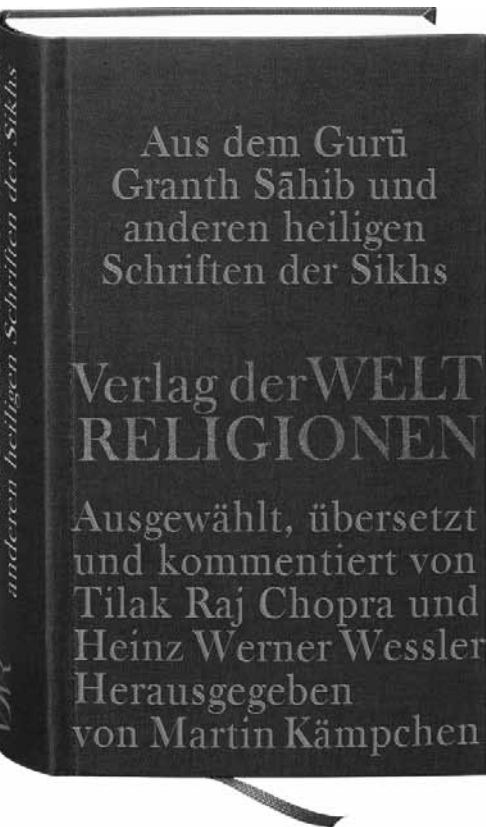 Aus dem Gurū
Granth Sāhib und
anderen heiligen
Schriften der Sikhs
Verlag der WELT
RELIGIONEN
Ausgewählt, übersetzt
und kommentiert von
Tilak Raj Chopra und
Heinz Werner Wessler
Herausgegeben
von Martin Kämpchen
anderen heiligen Schriften der Sikhs